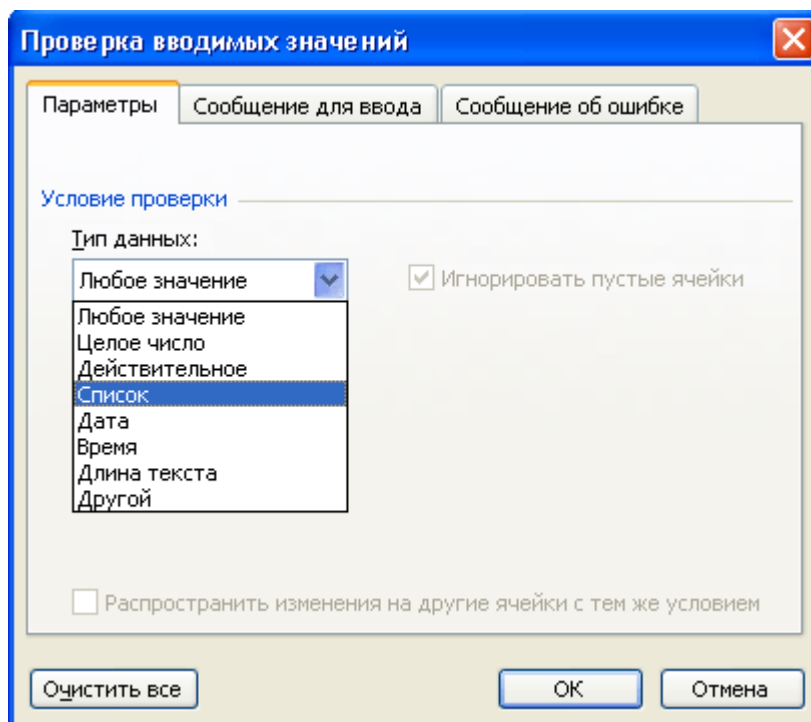 Проверка вводимых значений
Параметры Сообщение для ввода Сообщение об ошибке
Условие проверки
Тип данных:
Любое значение Игнорировать пустые ячейки
Любое значение
Целое число
Действительное
Список
Дата
Время
Длина текста
Другой
Распространить изменения на другие ячейки с тем же условием
Очистить все ОК Отмена